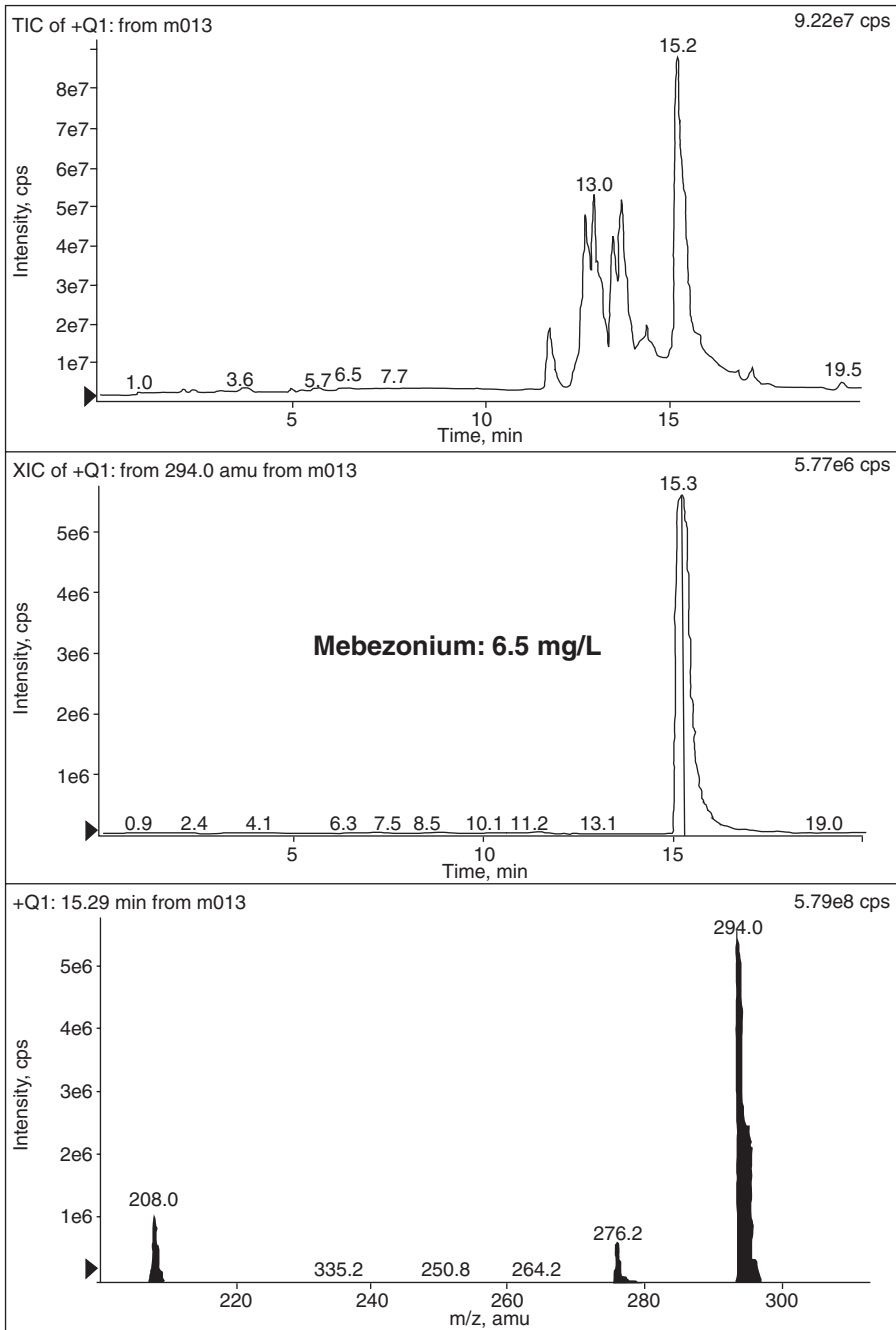 TIC of +Q1: from m013 9.22e7 cps
15.2
8e7
7e7
6e7
13.0
5e7
4e7
3e7
2e7
1e7
Intensity, cps
1.0 3.6 5.7 6.5 7.7 19.5
5 10 15
Time, min
XIC of +Q1: from 294.0 amu from m013 5.77e6 cps
15.3
5e6
4e6
Mebezonium: 6.5 mg/L
3e6
2e6
1e6
Intensity, cps
0.9 2.4 4.1 6.3 7.5 8.5 10.1 11.2 13.1 19.0
5 10 15
Time, min
+Q1: 15.29 min from m013 5.79e8 cps
294.0
5e6
4e6
3e6
2e6
1e6
Intensity, cps
208.0
276.2
335.2 250.8 264.2
220 240 260 280 300
m/z, amu